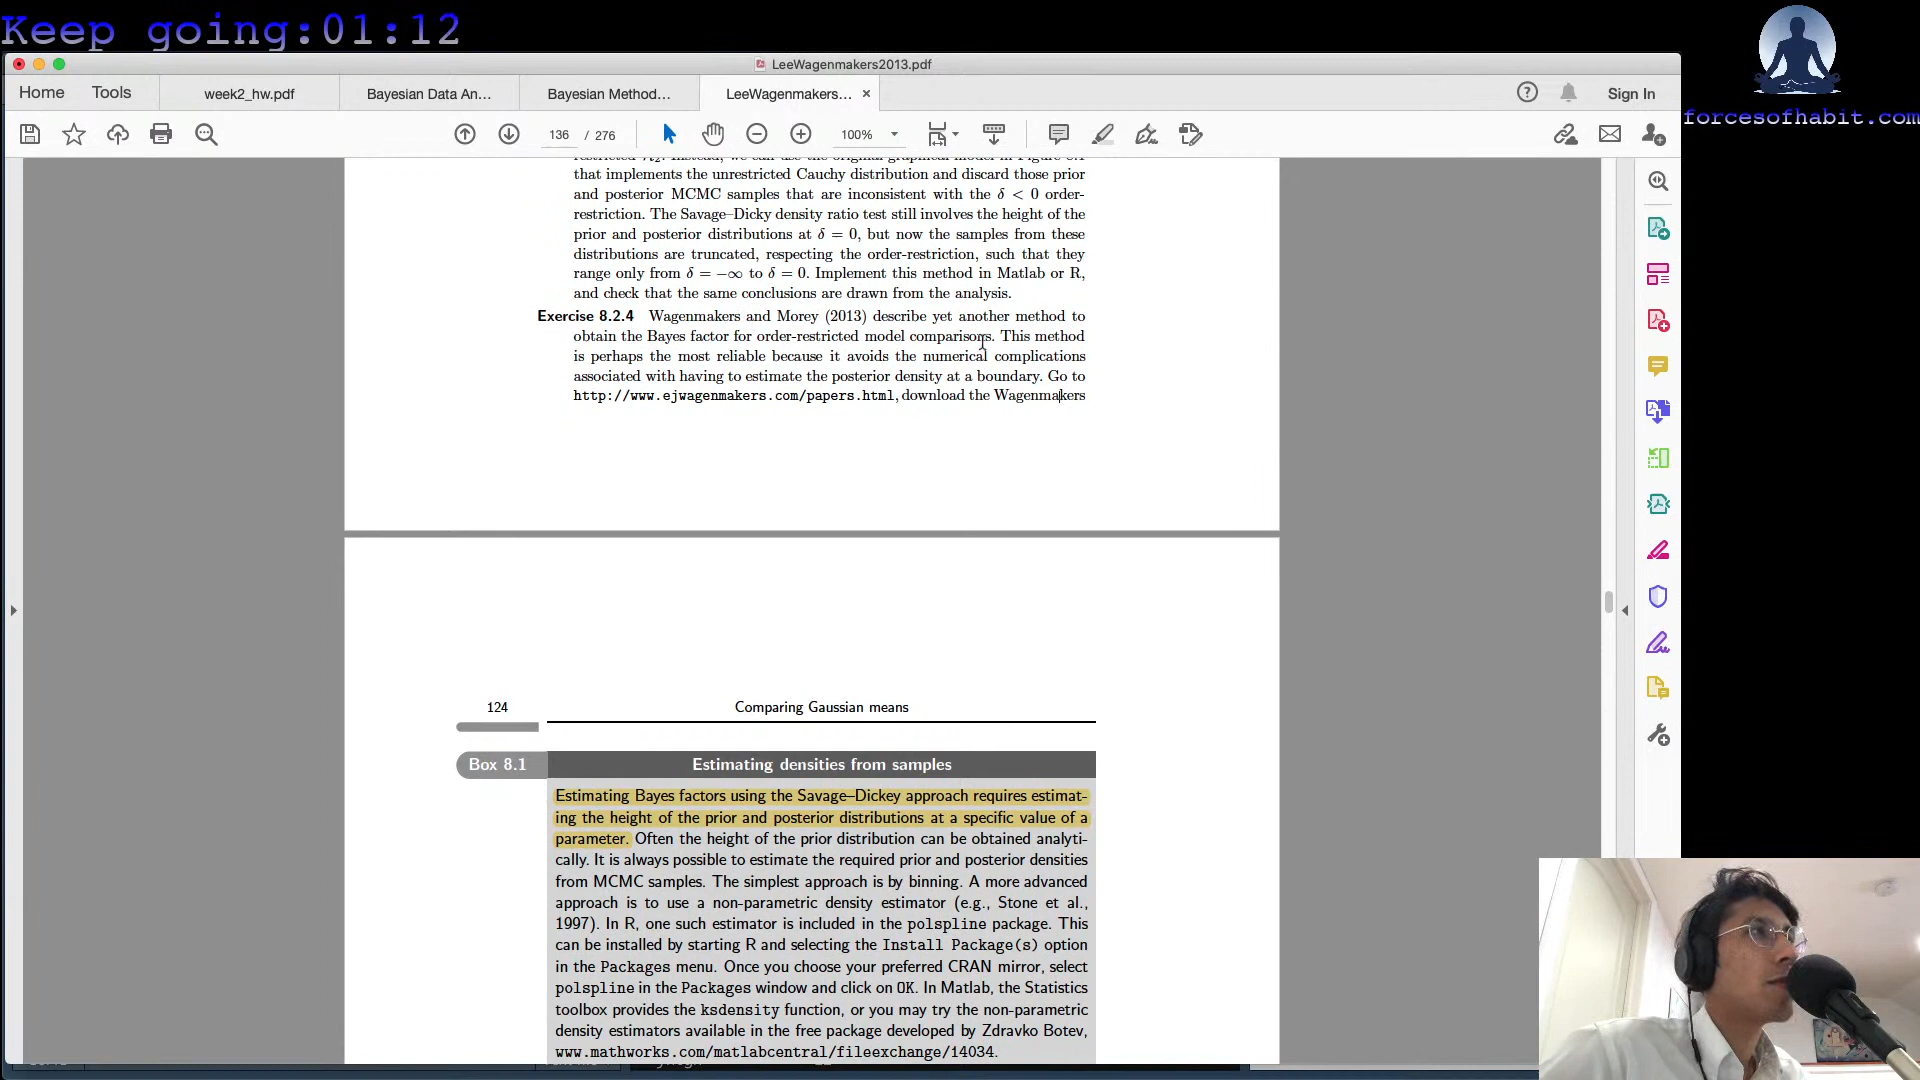 Keep going:01:12
forcesofhabit.com
LeeWagenmakers2013.pdf
Home Tools week2_hw.pdf Bayesian Data An... Bayesian Method... LeeWagenmakers... × Sign In
136 / 276 100%
that implements the unrestricted Cauchy distribution and discard those prior
and posterior MCMC samples that are inconsistent with the δ < 0 order-
restriction. The Savage–Dicky density ratio test still involves the height of the
prior and posterior distributions at δ = 0, but now the samples from these
distributions are truncated, respecting the order-restriction, such that they
range only from δ = −∞ to δ = 0. Implement this method in Matlab or R,
and check that the same conclusions are drawn from the analysis.
Exercise 8.2.4 Wagenmakers and Morey (2013) describe yet another method to
obtain the Bayes factor for order-restricted model comparisons. This method
is perhaps the most reliable because it avoids the numerical complications
associated with having to estimate the posterior density at a boundary. Go to
http://www.ejwagenmakers.com/papers.html, download the Wagenmakers
124 Comparing Gaussian means
Box 8.1 Estimating densities from samples
Estimating Bayes factors using the Savage–Dickey approach requires estimat-
ing the height of the prior and posterior distributions at a specific value of a
parameter. Often the height of the prior distribution can be obtained analyti-
cally. It is always possible to estimate the required prior and posterior densities
from MCMC samples. The simplest approach is by binning. A more advanced
approach is to use a non-parametric density estimator (e.g., Stone et al.,
1997). In R, one such estimator is included in the polspline package. This
can be installed by starting R and selecting the Install Package(s) option
in the Packages menu. Once you choose your preferred CRAN mirror, select
polspline in the Packages window and click on OK. In Matlab, the Statistics
toolbox provides the ksdensity function, or you may try the non-parametric
density estimators available in the free package developed by Zdravko Botev,
www.mathworks.com/matlabcentral/fileexchange/14034.